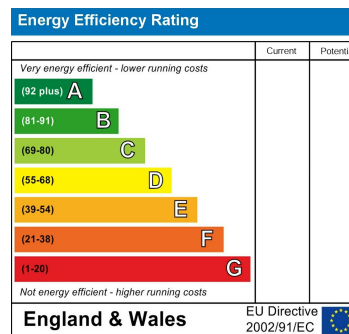 Energy Efficiency Rating
Current Potenti
Very energy efficient - lower running costs
(92 plus) A
(81-91) B
(69-80) C
(55-68) D
(39-54) E
(21-38) F
(1-20) G
Not energy efficient - higher running costs
England & Wales
EU Directive
2002/91/EC